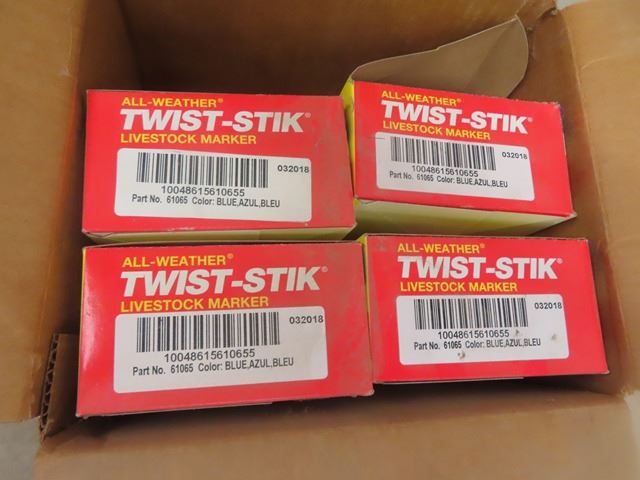 ALL-WEATHER®
TWIST-STIK®
LIVESTOCK MARKER
032018
10048615610655
Part No. 61065 Color: BLUE,AZUL,BLEU
ALL-WEATHER®
TWIST-STIK®
LIVESTOCK MARKER
032018
10048615610655
Part No. 61065 Color: BLUE,AZUL,BLEU
ALL-WEATHER®
TWIST-STIK®
LIVESTOCK MARKER
032018
10048615610655
Part No. 61065 Color: BLUE,AZUL,BLEU
ALL-WEATHER®
TWIST-STIK®
LIVESTOCK MARKER
032018
10048615610655
Part No. 61065 Color: BLUE,AZUL,BLEU